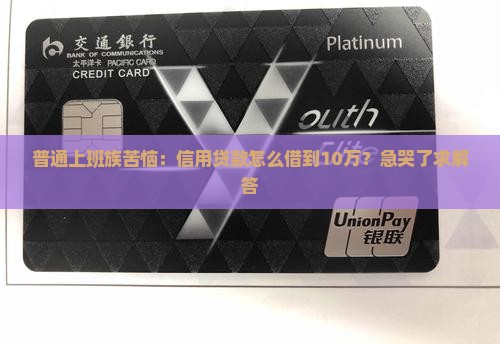 交通銀行
BANK OF COMMUNICATIONS
太平洋卡 PACIFIC CARD
CREDIT CARD
Platinum
outh
Elite
普通上班族苦恼：信用贷款怎么借到10万？急哭了求解
答
UnionPay
银联